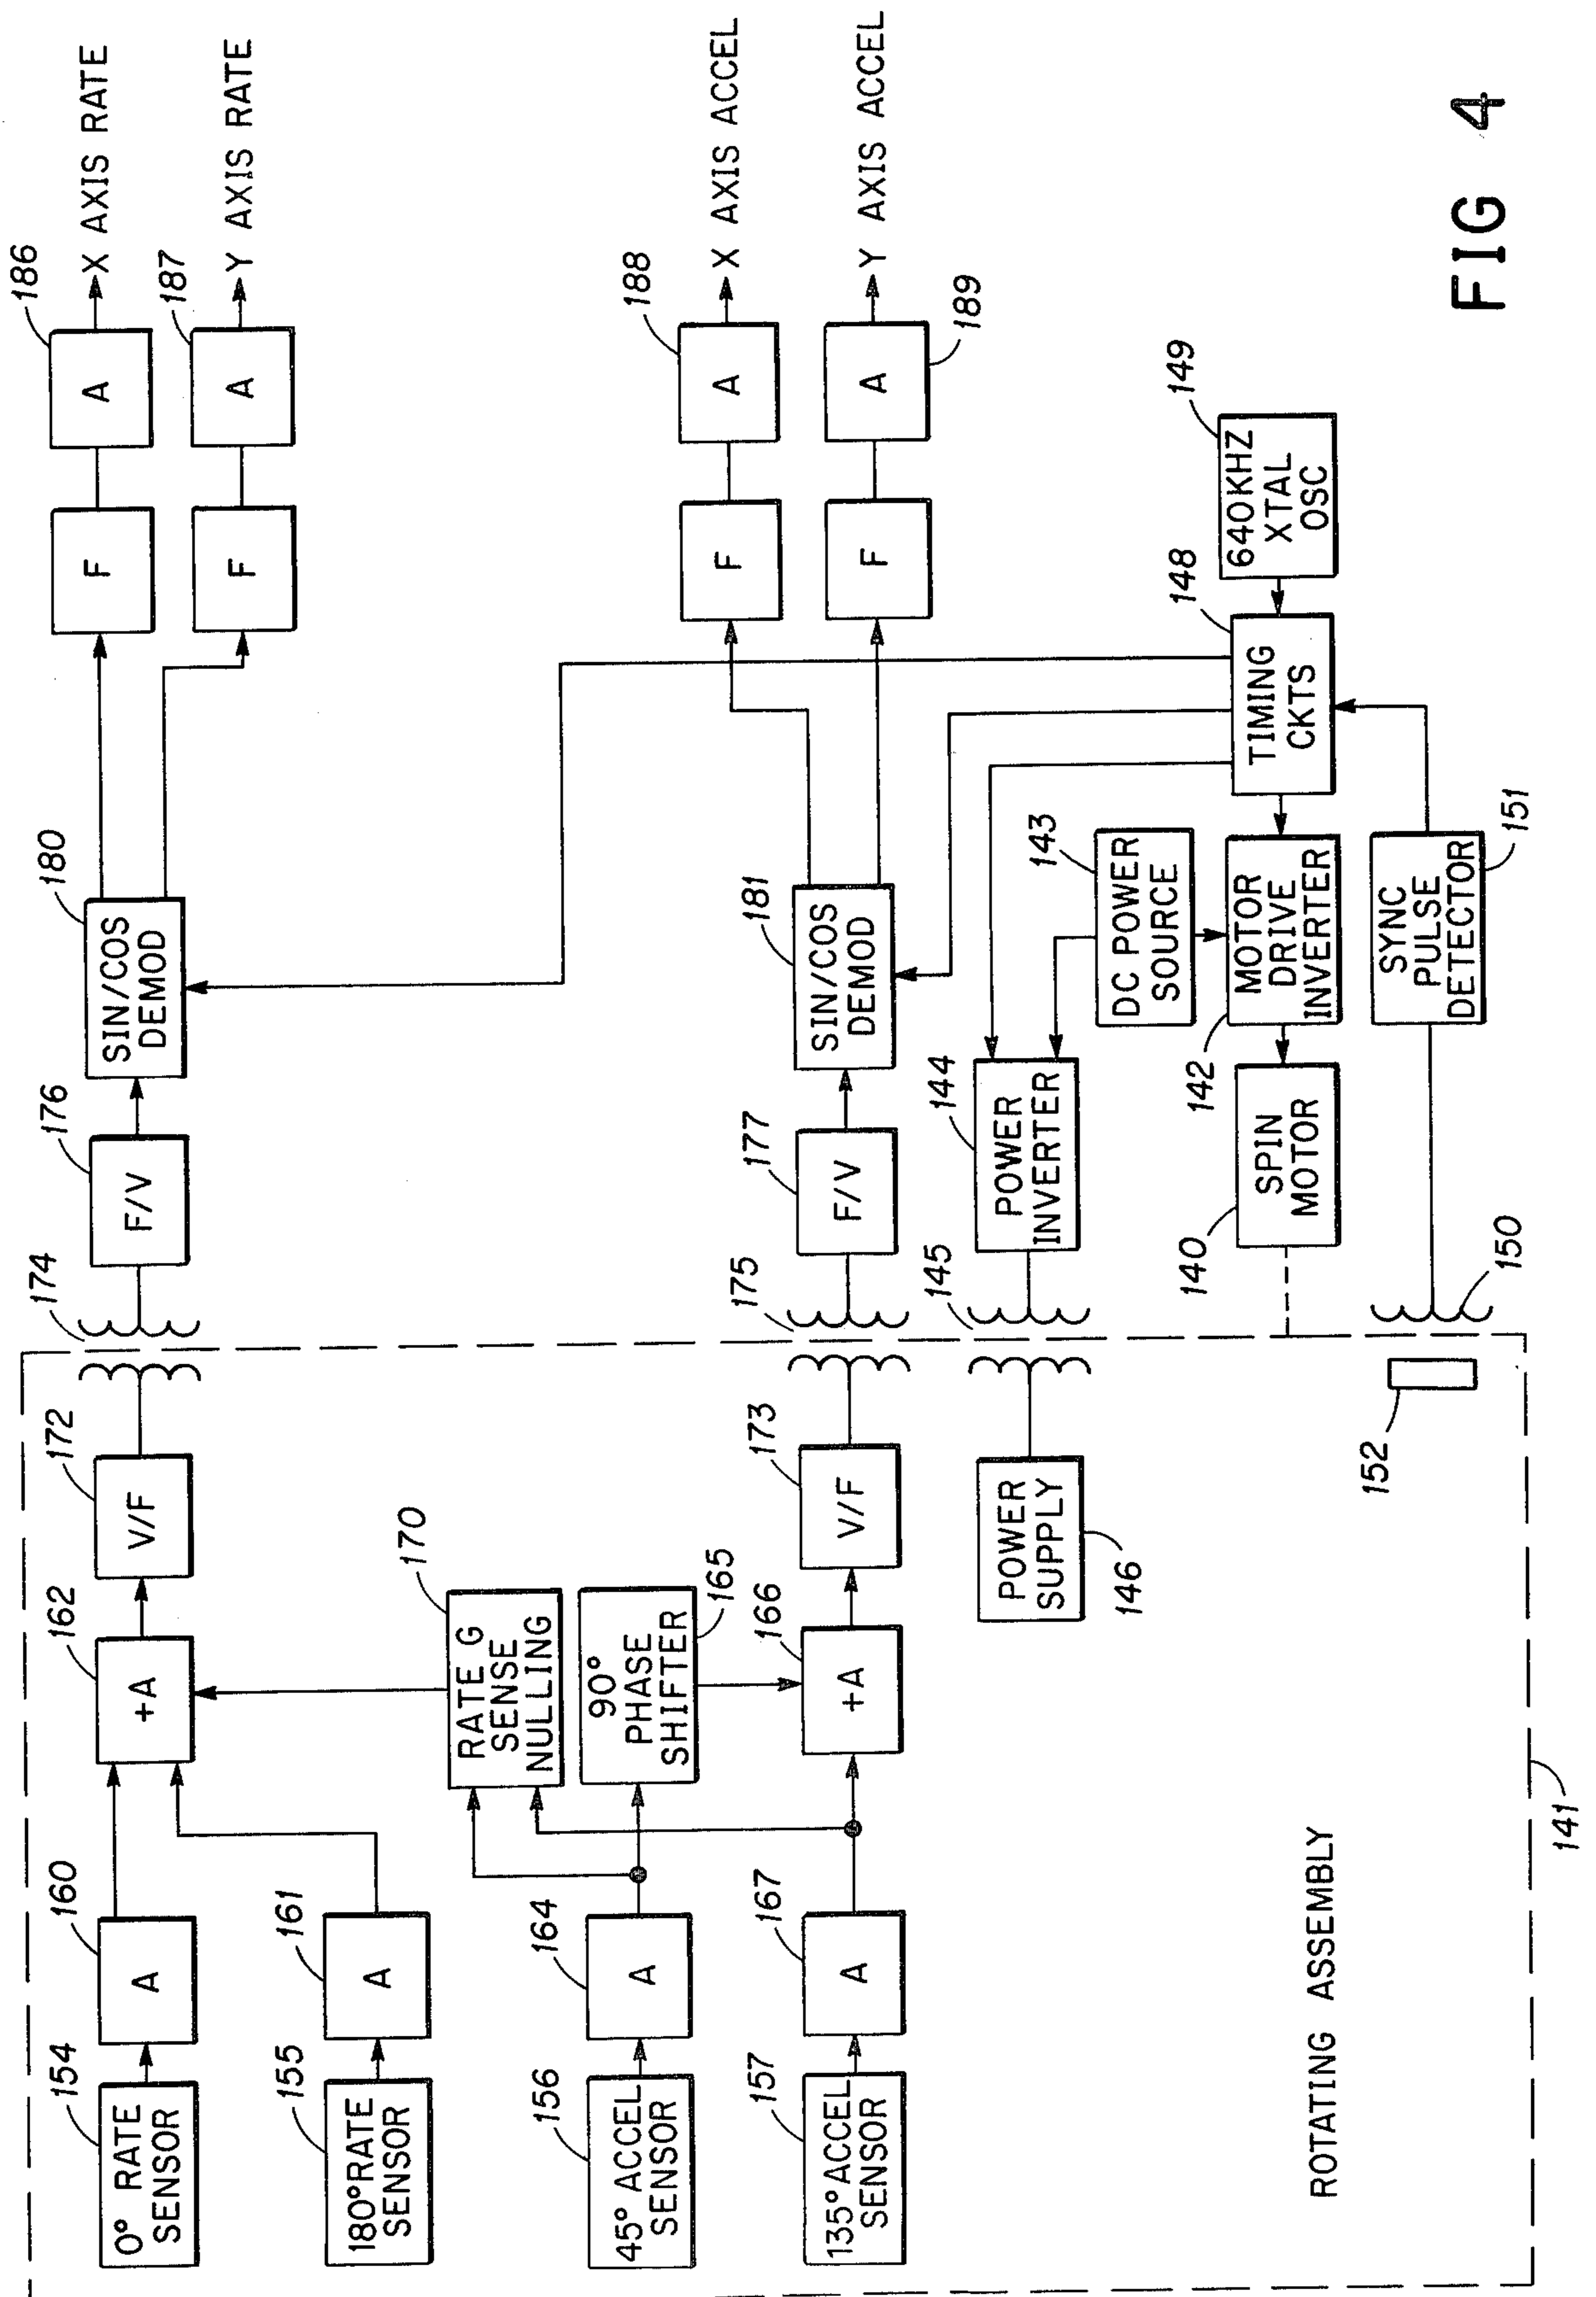 154
0° RATE
SENSOR
160
A
162
+A
172
V/F
174
176
F/V
180
SIN/COS
DEMOD
F
186
A
X AXIS RATE
F
187
A
Y AXIS RATE
155
180° RATE
SENSOR
161
A
170
RATE G
SENSE
NULLING
156
45° ACCEL
SENSOR
164
A
165
90°
PHASE
SHIFTER
157
135° ACCEL
SENSOR
167
A
166
+A
173
V/F
175
177
F/V
181
SIN/COS
DEMOD
F
188
A
X AXIS ACCEL
F
A
189
Y AXIS ACCEL
POWER
SUPPLY
146
145
144
POWER
INVERTER
143
DC POWER
SOURCE
140
SPIN
MOTOR
142
MOTOR
DRIVE
INVERTER
148
TIMING
CKTS
149
640KHZ
XTAL
OSC
152
150
SYNC
PULSE
DETECTOR
151
ROTATING ASSEMBLY
141
FIG 4